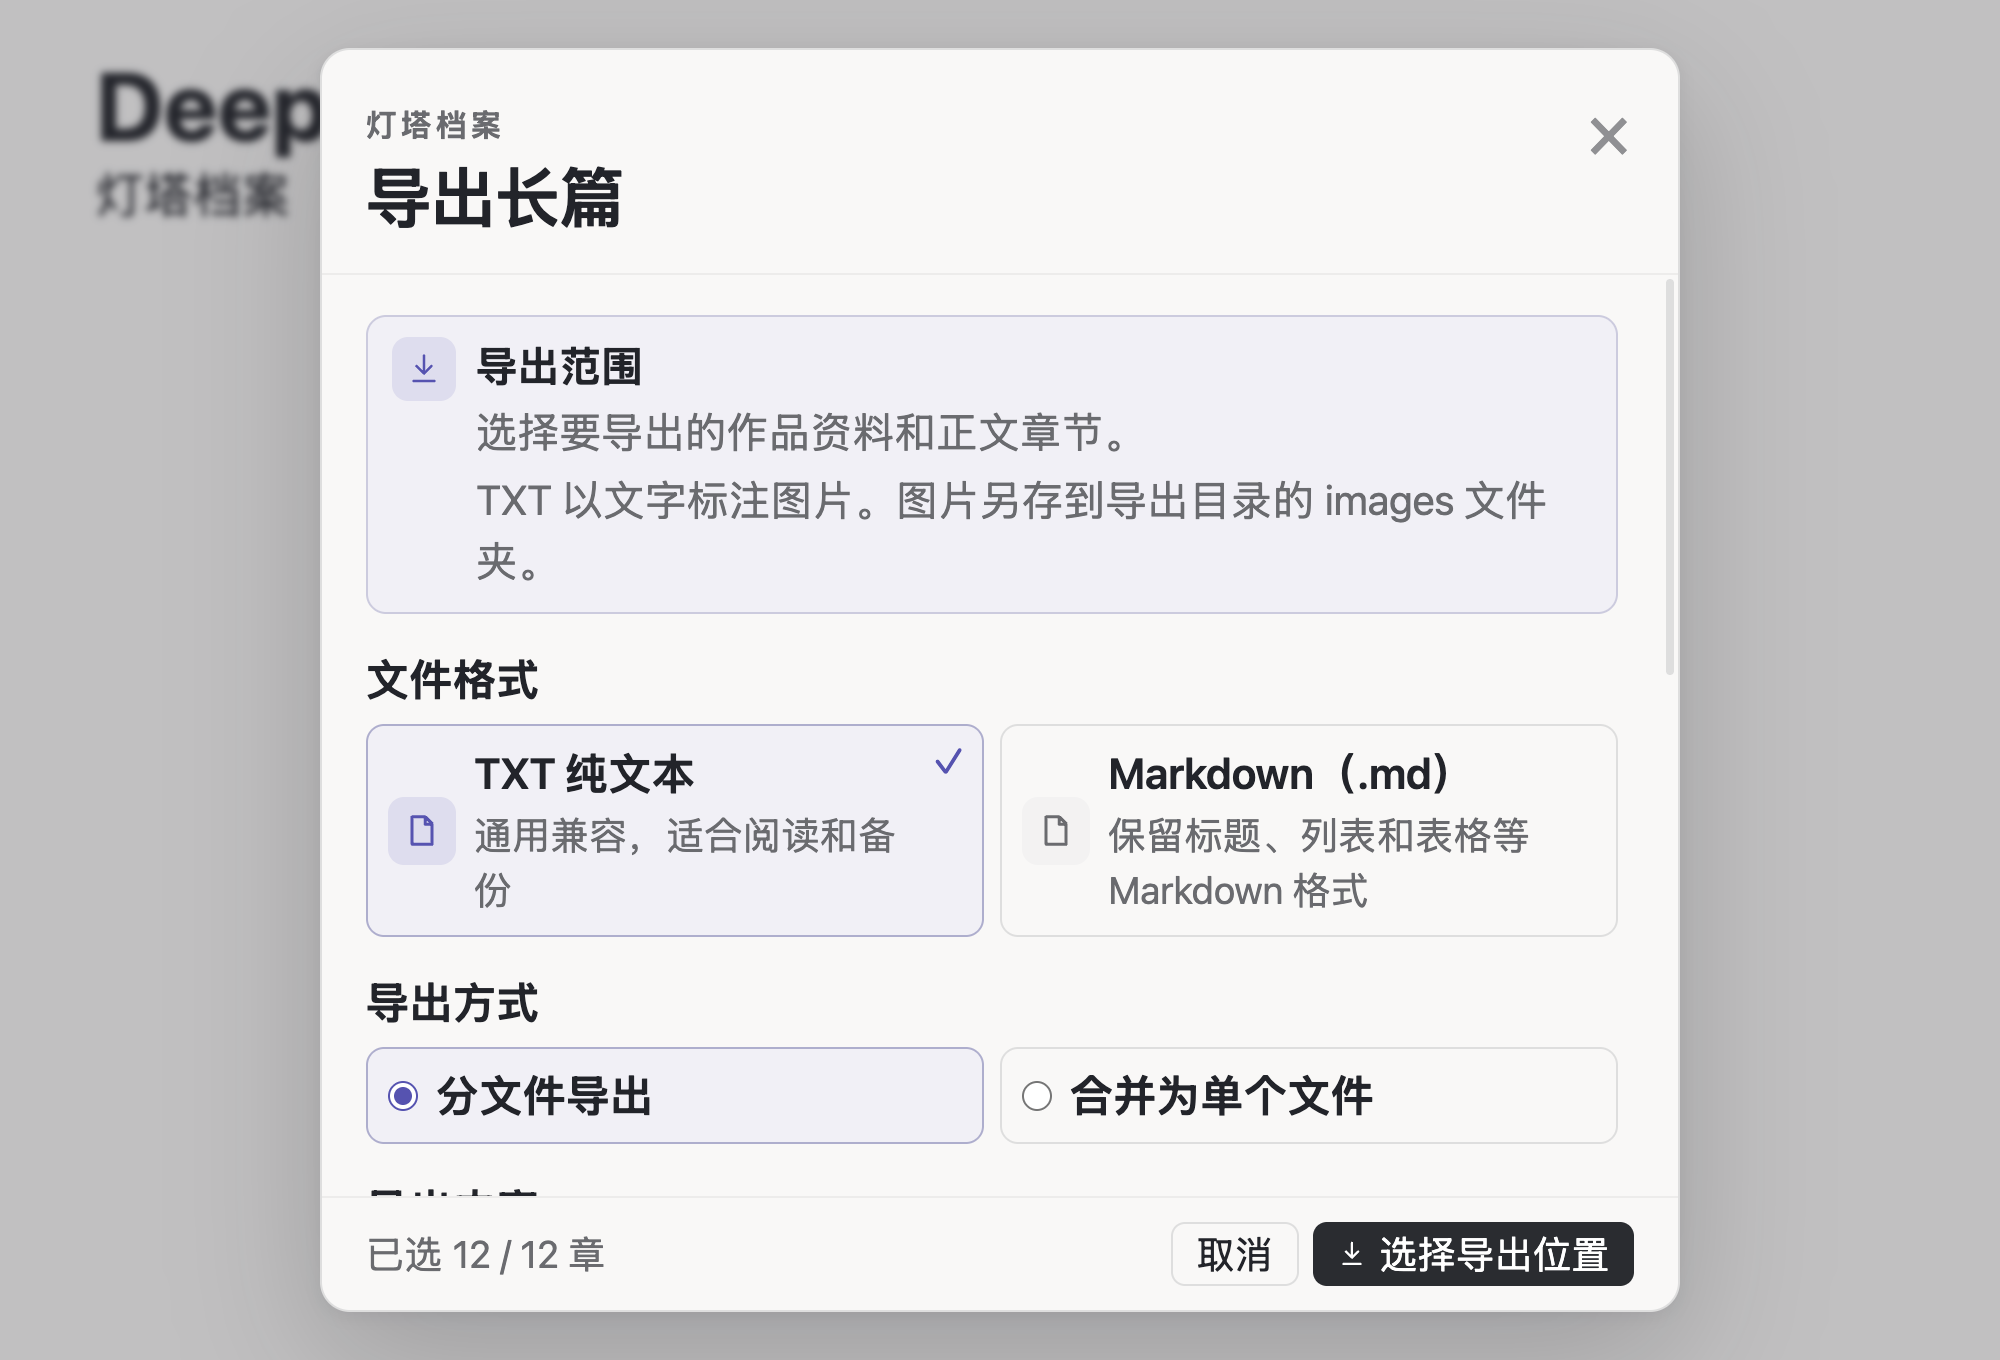 Deep
灯塔档案
灯塔档案
导出长篇
导出范围
选择要导出的作品资料和正文章节。
TXT 以文字标注图片。图片另存到导出目录的 images 文件
夹。
文件格式
TXT 纯文本
通用兼容，适合阅读和备
份
Markdown（.md）
保留标题、列表和表格等
Markdown 格式
导出方式
分文件导出
合并为单个文件
已选 12 / 12 章
取消
选择导出位置